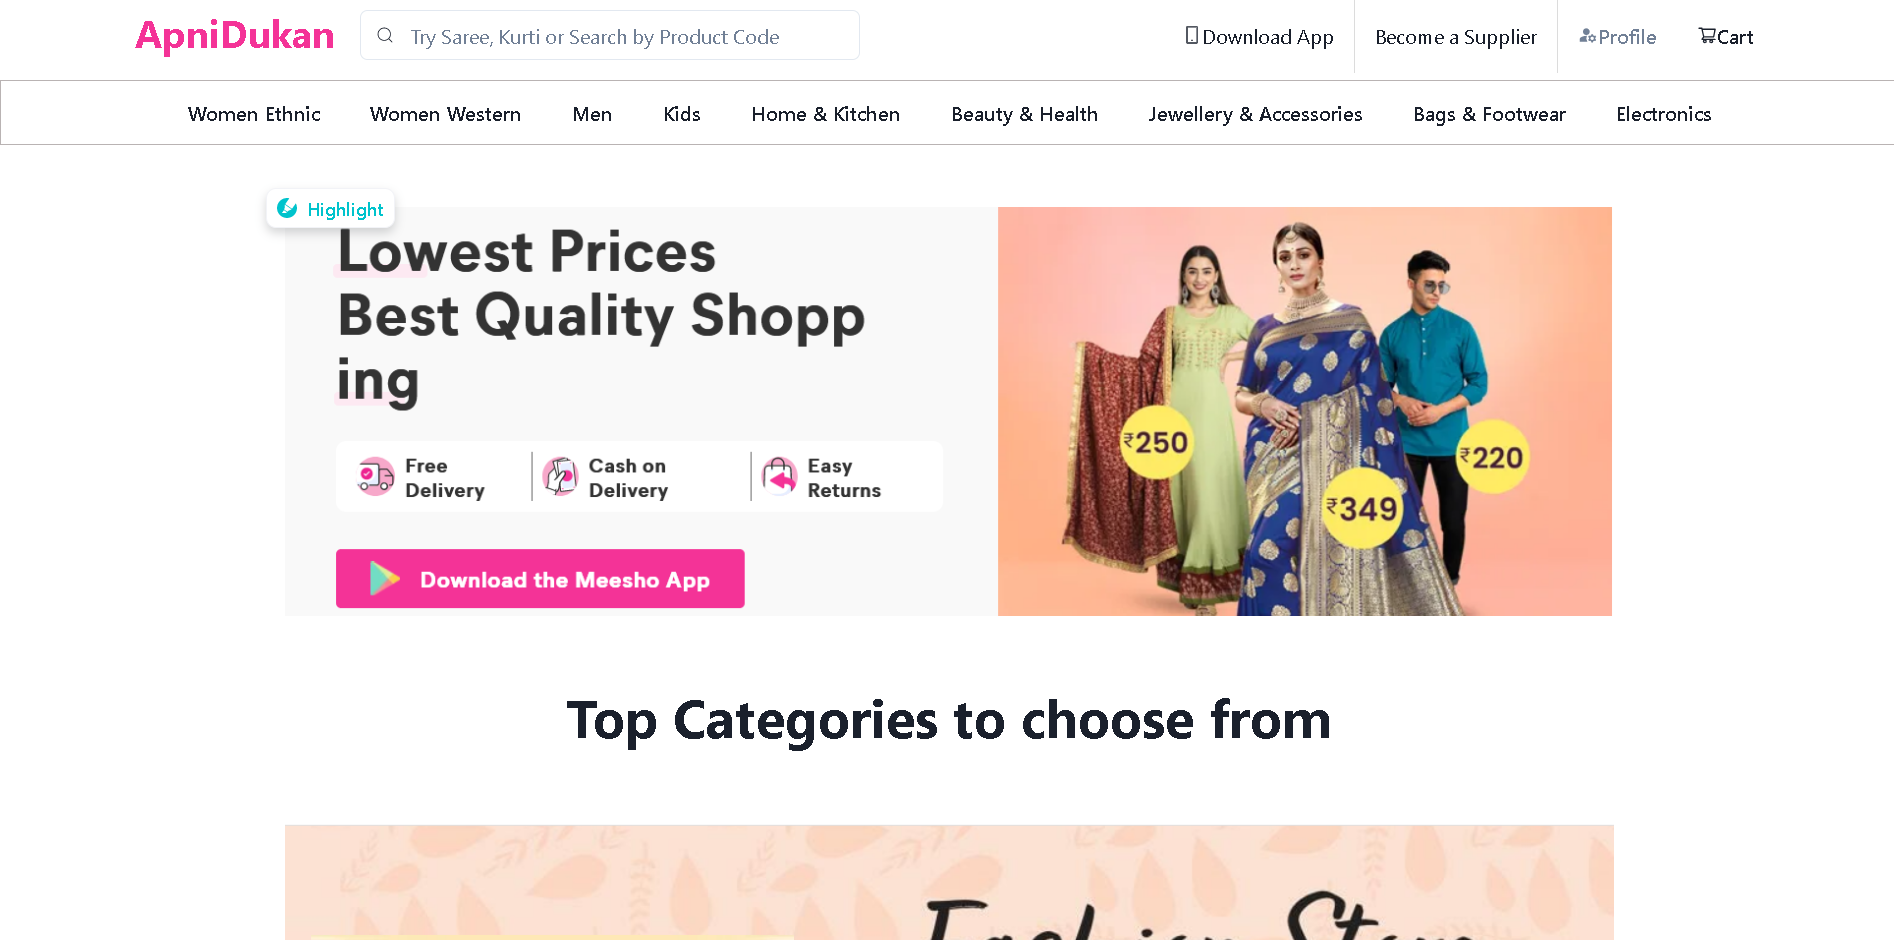 ApniDukan
Try Saree, Kurti or Search by Product Code
Download App
Become a Supplier
Profile
Cart
Women Ethnic
Women Western
Men
Kids
Home & Kitchen
Beauty & Health
Jewellery & Accessories
Bags & Footwear
Electronics
Highlight
Lowest Prices
Best Quality Shopp
ing
Free
Delivery
Cash on
Delivery
Easy
Returns
Download the Meesho App
₹250
₹349
₹220
Top Categories to choose from